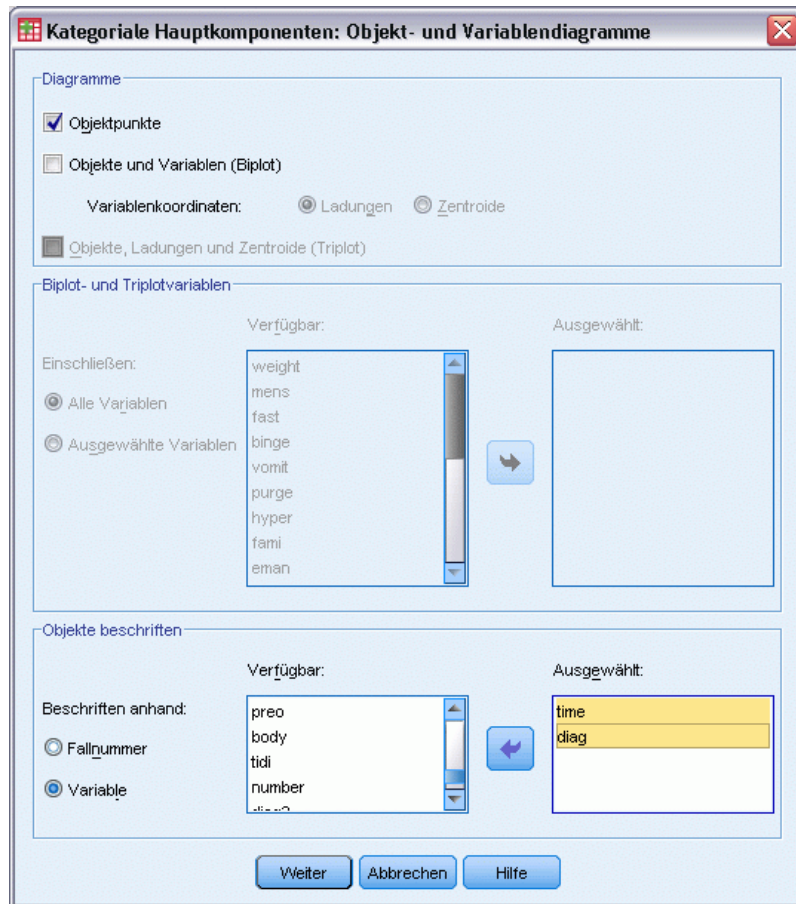 Kategoriale Hauptkomponenten: Objekt- und Variablendiagramme
Diagramme
Objektpunkte
Objekte und Variablen (Biplot)
Variablenkoordinaten: Ladungen Zentroide
Objekte, Ladungen und Zentroide (Triplot)
Biplot- und Triplotvariablen
Verfügbar: Ausgewählt:
Einschließen:
Alle Variablen
Ausgewählte Variablen
weight
mens
fast
binge
vomit
purge
hyper
fami
eman
Objekte beschriften
Verfügbar: Ausgewählt:
Beschriften anhand:
Fallnummer
Variable
preo
body
tidi
number
time
diag
Weiter Abbrechen Hilfe